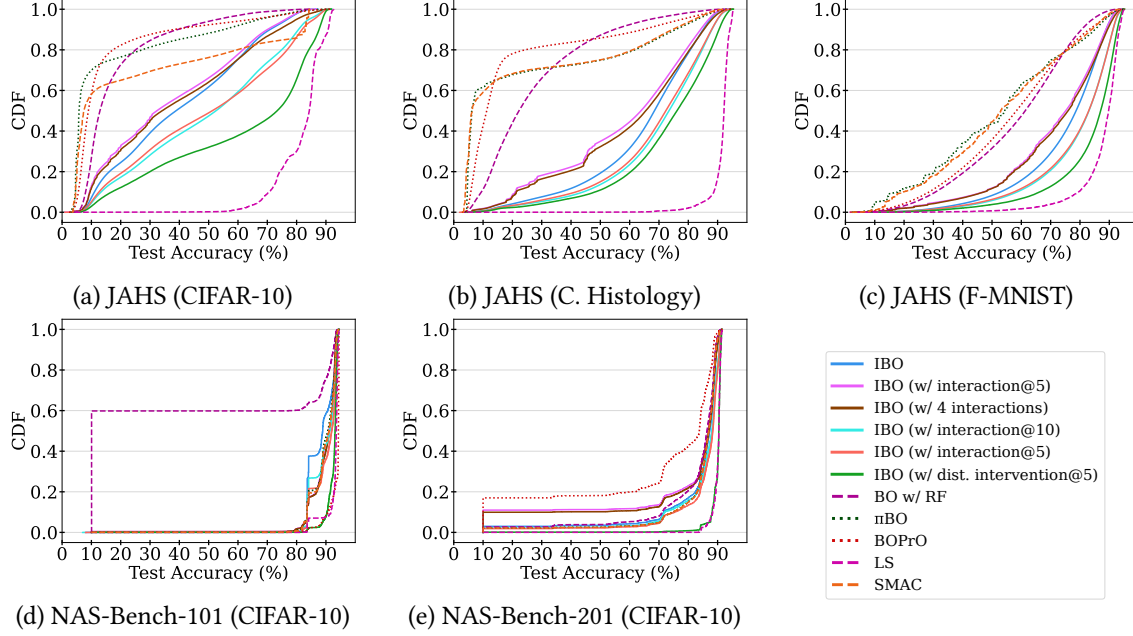 1.0
0.8
0.6
0.4
0.2
0.0
CDF
0 10 20 30 40 50 60 70 80 90
Test Accuracy (%)
(a) JAHS (CIFAR-10)
1.0
0.8
0.6
0.4
0.2
0.0
CDF
0 10 20 30 40 50 60 70 80 90
Test Accuracy (%)
(b) JAHS (C. Histology)
1.0
0.8
0.6
0.4
0.2
0.0
CDF
0 10 20 30 40 50 60 70 80 90
Test Accuracy (%)
(c) JAHS (F-MNIST)
1.0
0.8
0.6
0.4
0.2
0.0
CDF
0 10 20 30 40 50 60 70 80 90
Test Accuracy (%)
(d) NAS-Bench-101 (CIFAR-10)
1.0
0.8
0.6
0.4
0.2
0.0
CDF
0 10 20 30 40 50 60 70 80 90
Test Accuracy (%)
(e) NAS-Bench-201 (CIFAR-10)
IBO
IBO (w/ interaction@5)
IBO (w/ 4 interactions)
IBO (w/ interaction@10)
IBO (w/ interaction@5)
IBO (w/ dist. intervention@5)
BO w/ RF
πBO
BOPrO
LS
SMAC